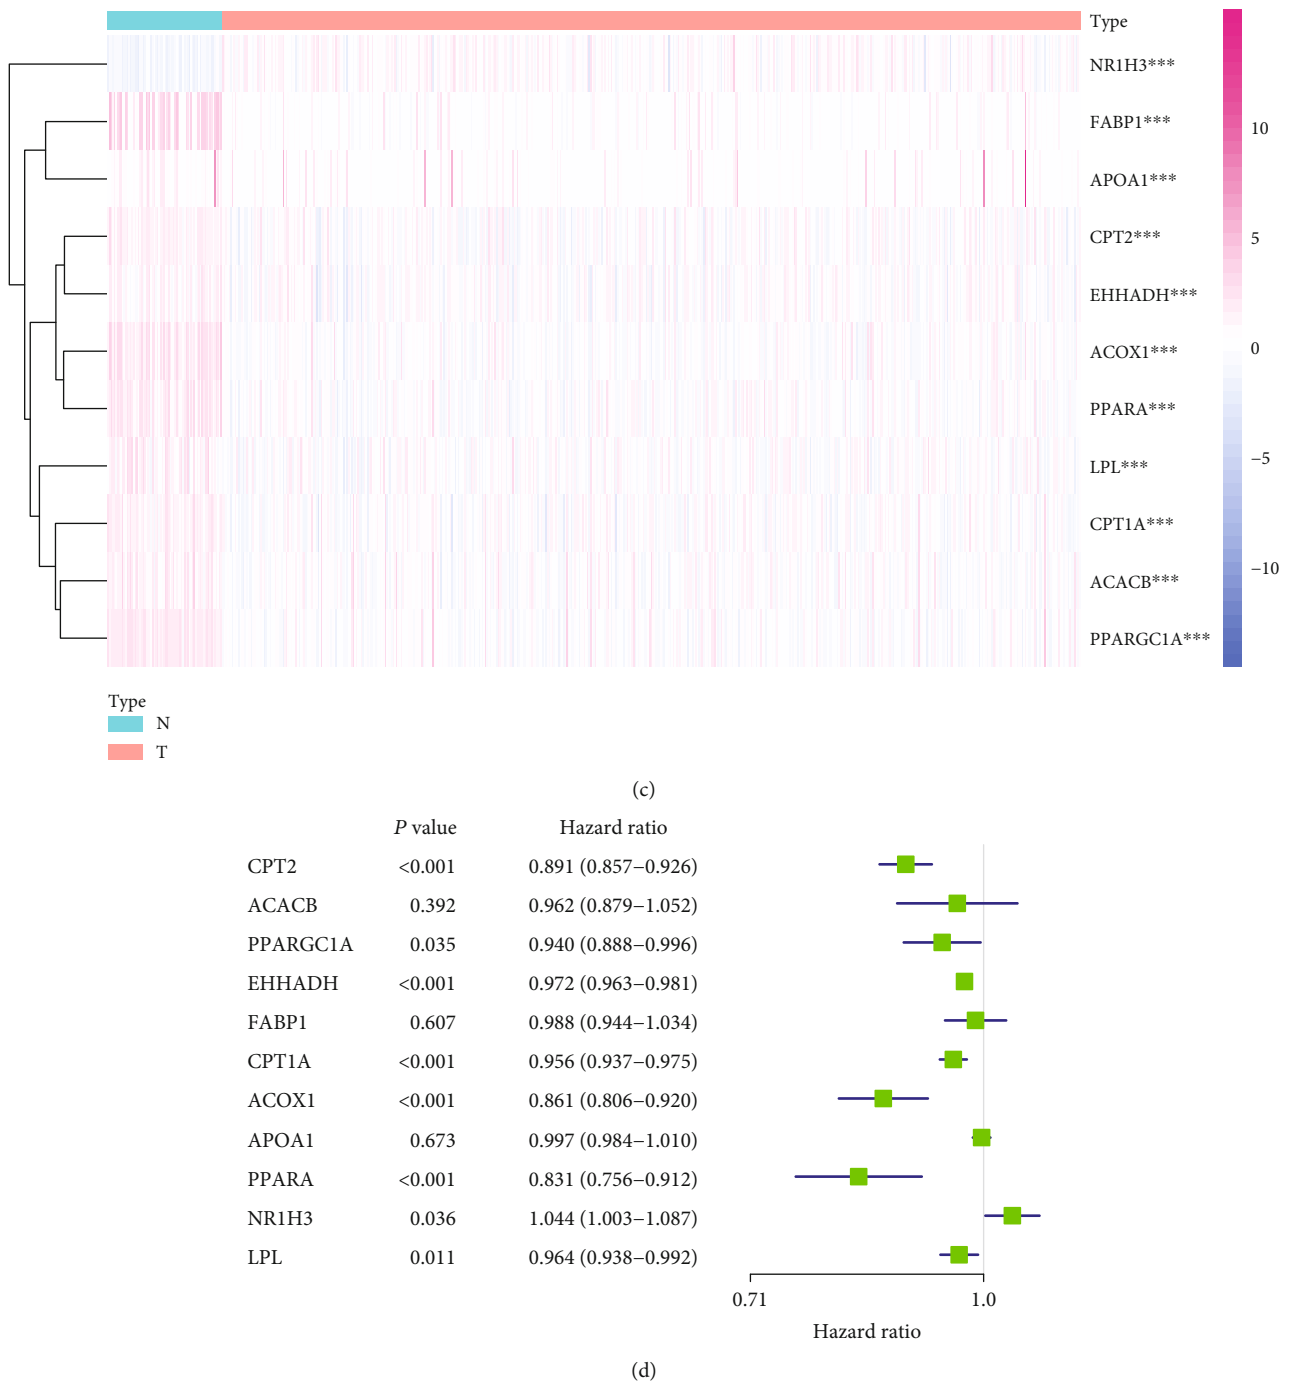 Type
NR1H3***
FABP1***
APOA1***
CPT2***
EHHADH***
ACOX1***
PPARA***
LPL***
CPT1A***
ACACB***
PPARGC1A***
10
5
0
−5
−10
Type
N
T
(c)
P value Hazard ratio
CPT2 <0.001 0.891 (0.857−0.926)
ACACB 0.392 0.962 (0.879−1.052)
PPARGC1A 0.035 0.940 (0.888−0.996)
EHHADH <0.001 0.972 (0.963−0.981)
FABP1 0.607 0.988 (0.944−1.034)
CPT1A <0.001 0.956 (0.937−0.975)
ACOX1 <0.001 0.861 (0.806−0.920)
APOA1 0.673 0.997 (0.984−1.010)
PPARA <0.001 0.831 (0.756−0.912)
NR1H3 0.036 1.044 (1.003−1.087)
LPL 0.011 0.964 (0.938−0.992)
0.71 1.0
Hazard ratio
(d)